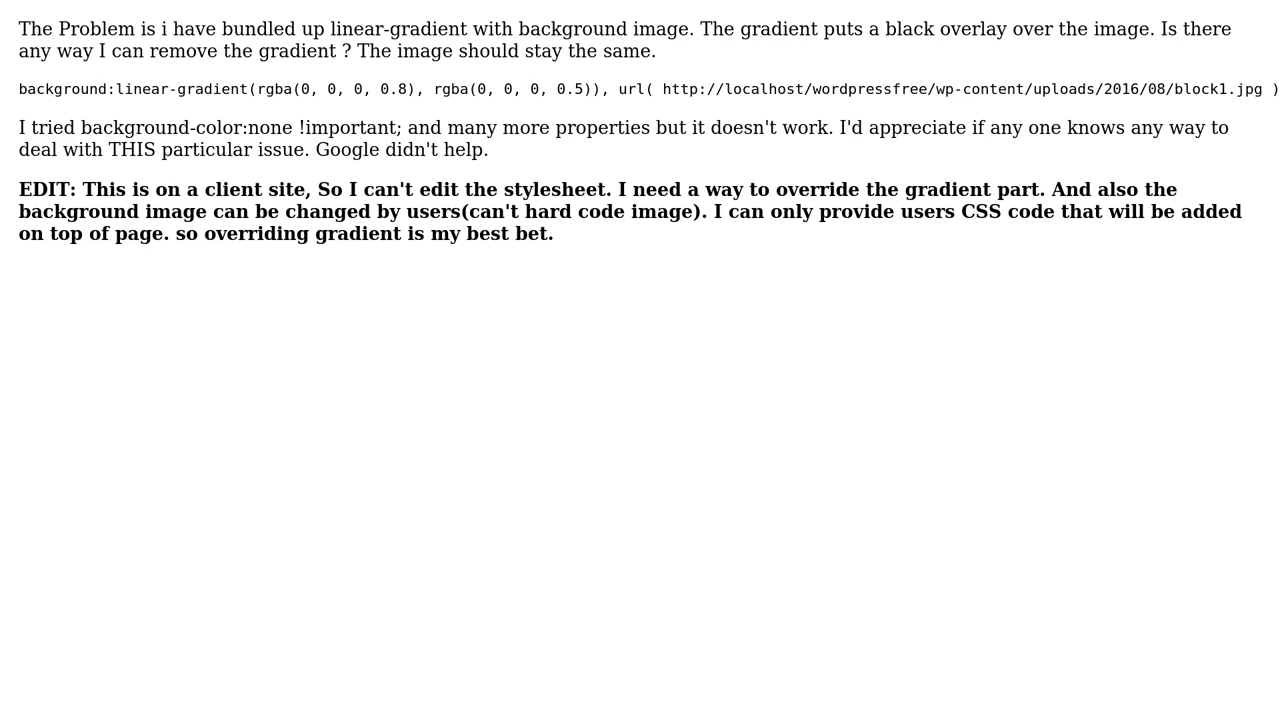 The Problem is i have bundled up linear-gradient with background image. The gradient puts a black overlay over the image. Is there
any way I can remove the gradient ? The image should stay the same.
background:linear-gradient(rgba(0, 0, 0, 0.8), rgba(0, 0, 0, 0.5)), url( http://localhost/wordpressfree/wp-content/uploads/2016/08/block1.jpg )
I tried background-color:none !important; and many more properties but it doesn't work. I'd appreciate if any one knows any way to
deal with THIS particular issue. Google didn't help.
EDIT: This is on a client site, So I can't edit the stylesheet. I need a way to override the gradient part. And also the
background image can be changed by users(can't hard code image). I can only provide users CSS code that will be added
on top of page. so overriding gradient is my best bet.